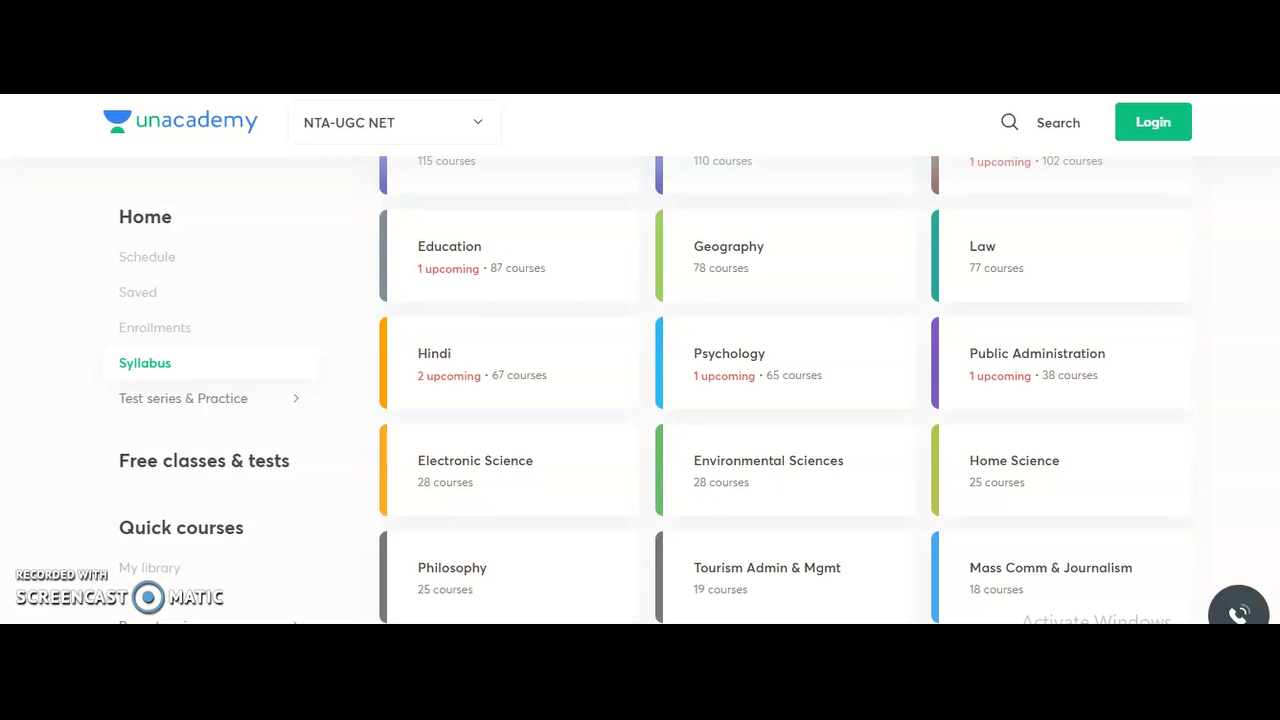 unacademy
NTA-UGC NET
Search
Login
115 courses
110 courses
1 upcoming • 102 courses
Home
Schedule
Saved
Enrollments
Syllabus
Test series & Practice
Free classes & tests
Quick courses
My library
Education
1 upcoming • 87 courses
Geography
78 courses
Law
77 courses
Hindi
2 upcoming • 67 courses
Psychology
1 upcoming • 65 courses
Public Administration
1 upcoming • 38 courses
Electronic Science
28 courses
Environmental Sciences
28 courses
Home Science
25 courses
Philosophy
25 courses
Tourism Admin & Mgmt
19 courses
Mass Comm & Journalism
18 courses
Activate Windows
RECORDED WITH
SCREENCAST MATIC